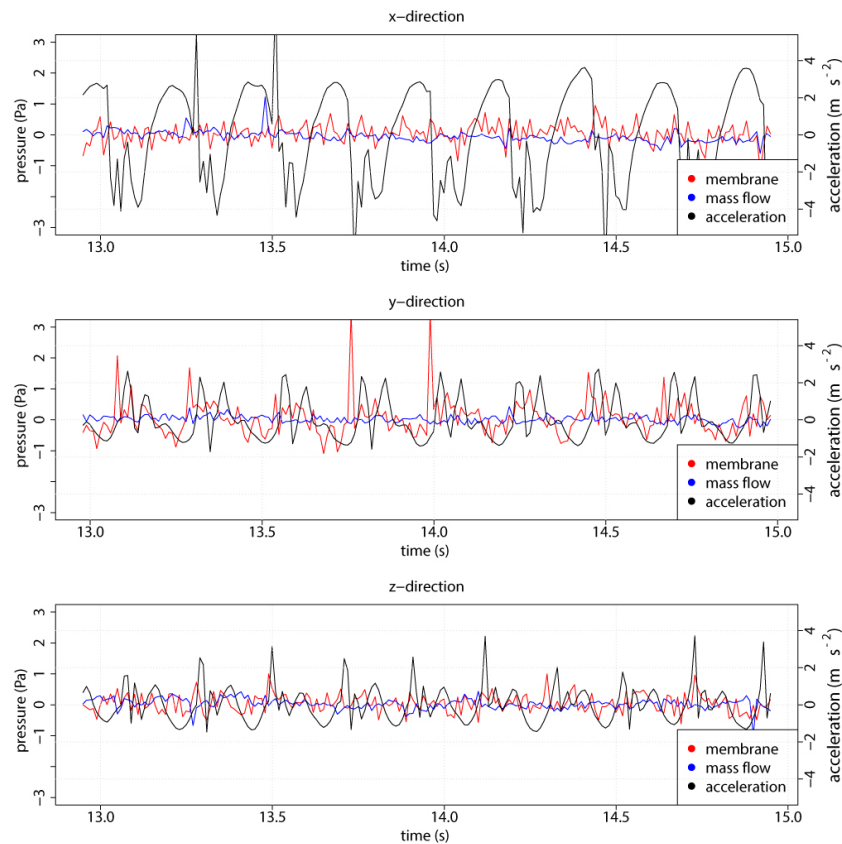 x−direction
3
2
1
0
−1
−3
pressure (Pa)
4
2
0
−2
−4
acceleration (m s−2)
membrane
mass flow
acceleration
13.0 13.5 14.0 14.5 15.0
time (s)
y−direction
3
2
1
0
−1
−3
pressure (Pa)
4
2
0
−2
−4
acceleration (m s−2)
membrane
mass flow
acceleration
13.0 13.5 14.0 14.5 15.0
time (s)
z−direction
3
2
1
0
−1
−3
pressure (Pa)
4
2
0
−2
−4
acceleration (m s−2)
membrane
mass flow
acceleration
13.0 13.5 14.0 14.5 15.0
time (s)